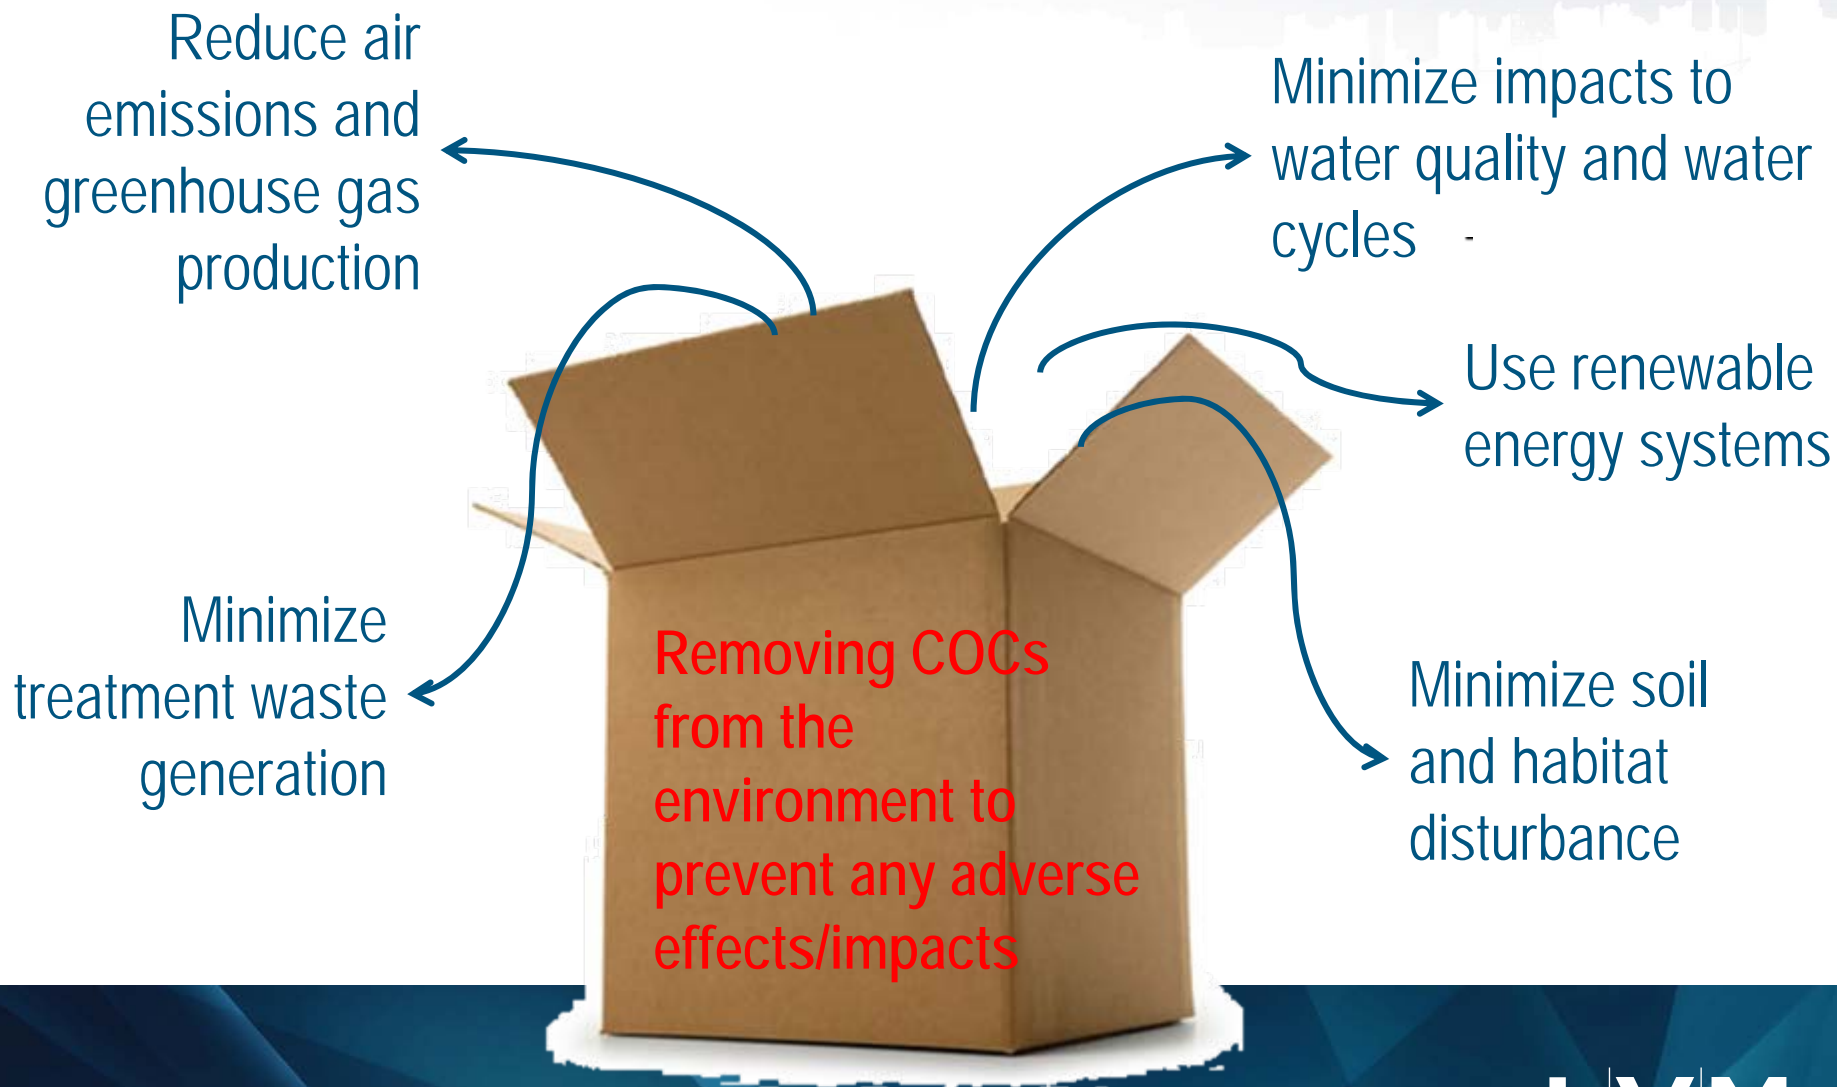 Reduce air
emissions and
greenhouse gas
production
Minimize impacts to
water quality and water
cycles -
Use renewable
energy systems
Minimize
treatment waste
generation
Removing COCs
from the
environment to
prevent any adverse
effects/impacts
Minimize soil
and habitat
disturbance